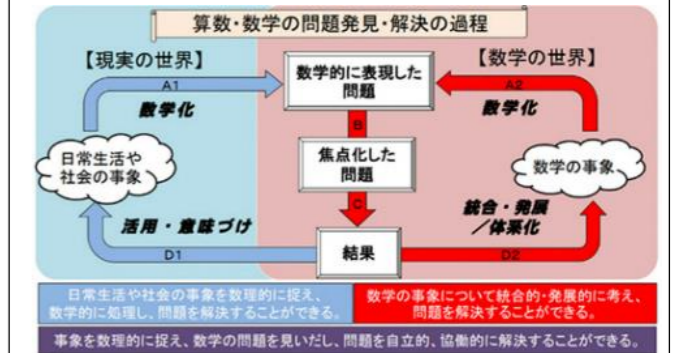 算数・数学の問題発見・解決の過程
【現実の世界】
【数学の世界】
A1
数学化
数学的に表現した
問題
A2
数学化
B
日常生活や
社会の事象
焦点化した
問題
数学の事象
C
活用・意味づけ
D1
結果
統合・発展
/体系化
D2
日常生活や社会の事象を数理的に捉え、
数学的に処理し、問題を解決することができる。
数学の事象について統合的・発展的に考え、
問題を解決することができる。
事象を数理的に捉え、数学の問題を見いだし、問題を自立的、協働的に解決することができる。